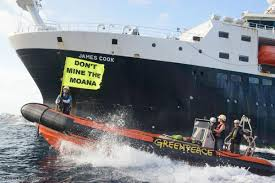 JAMES COOK
DON'T
MINE THE
MOANA
GREENPEACE